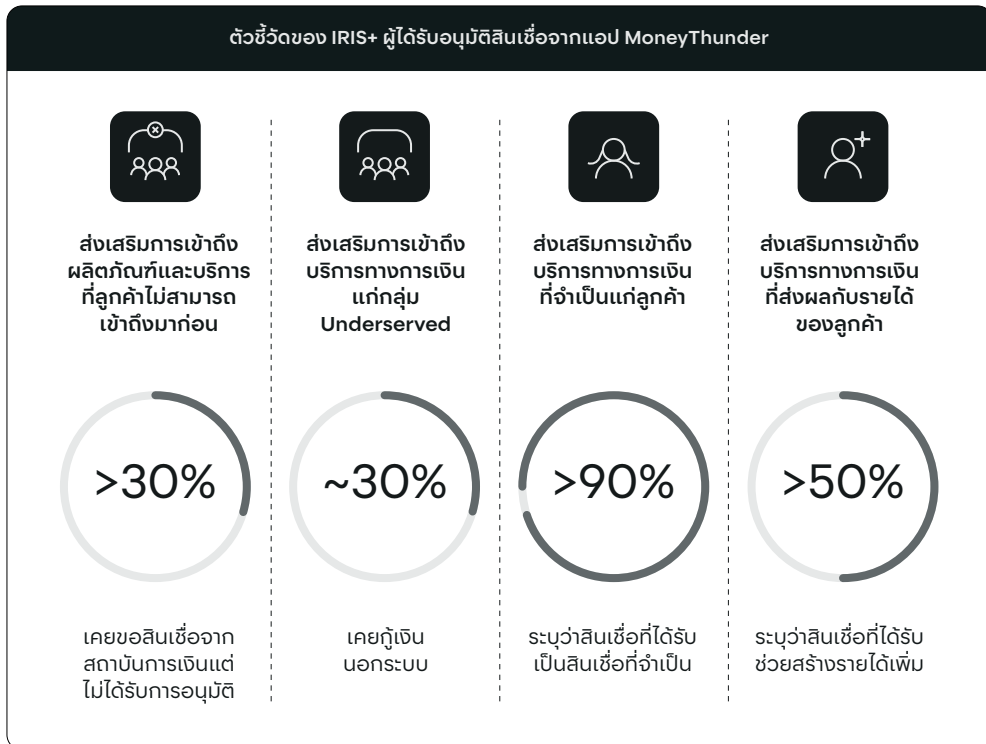 ตัวชี้วัดของ IRIS+ ผู้ได้รับอนุมัติสินเชื่อจากแอป MoneyThunder
ส่งเสริมการเข้าถึง
ผลิตภัณฑ์และบริการ
ที่ลูกค้าไม่สามารถ
เข้าถึงมาก่อน
>30%
เคยขอสินเชื่อจาก
สถาบันการเงินแต่
ไม่ได้รับการอนุมัติ
ส่งเสริมการเข้าถึง
บริการทางการเงิน
แก่กลุ่ม
Underserved
~30%
เคยกู้เงิน
นอกระบบ
ส่งเสริมการเข้าถึง
บริการทางการเงิน
ที่จำเป็นแก่ลูกค้า
>90%
ระบุว่าสินเชื่อที่ได้รับ
เป็นสินเชื่อที่จำเป็น
ส่งเสริมการเข้าถึง
บริการทางการเงิน
ที่ส่งผลกับรายได้
ของลูกค้า
>50%
ระบุว่าสินเชื่อที่ได้รับ
ช่วยสร้างรายได้เพิ่ม